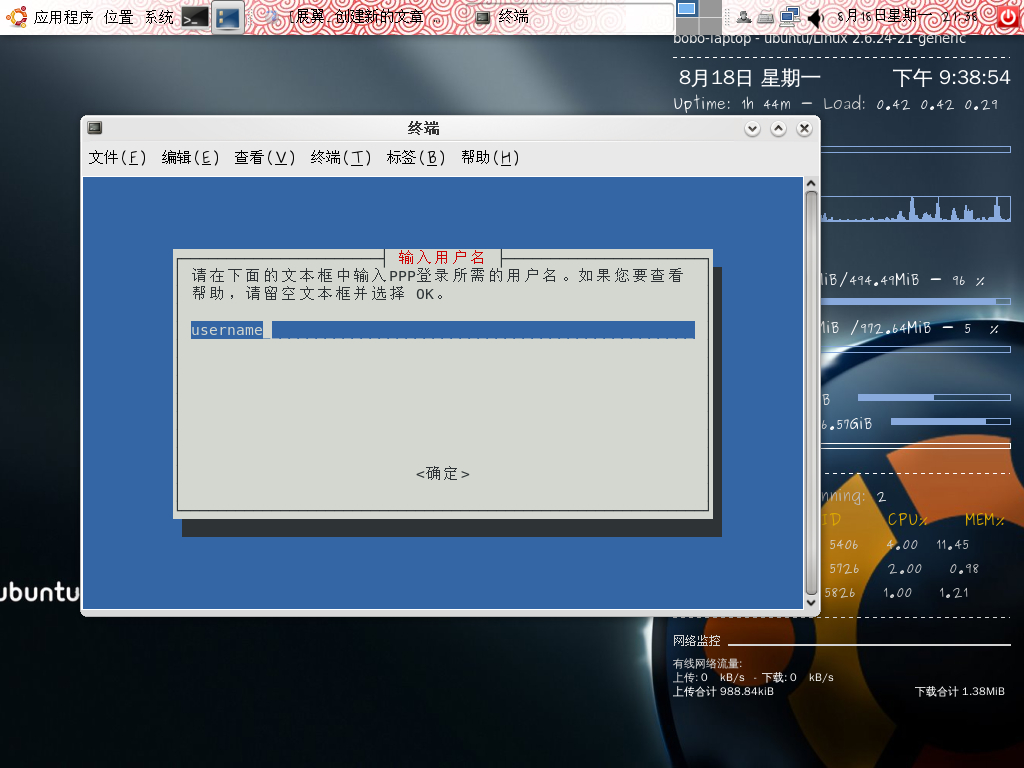 应用程序 位置 系统
[展翼..创建新的文章 ..
终端
8月18日星期一 21:38
bobo-laptop - ubuntu/Linux 2.6.24-21-generic
8月18日 星期一 下午 9:38:54
Uptime: 1h 44m - Load: 0.42 0.42 0.29
终端
文件(F) 编辑(E) 查看(V) 终端(T) 标签(B) 帮助(H)
输入用户名
请在下面的文本框中输入PPP登录所需的用户名。如果您要查看
帮助，请留空文本框并选择 OK。
username
<确定>
MiB/494.49MiB - 96 %
MiB /972.64MiB - 5 %
B
6.57GiB
nning: 2
ID CPU% MEM%
5406 4.00 11.45
5726 2.00 0.98
5826 1.00 1.21
ubuntu
网络监控
有线网络流量:
上传: 0 kB/s - 下载: 0 kB/s
上传合计 988.84kiB 下载合计 1.38MiB